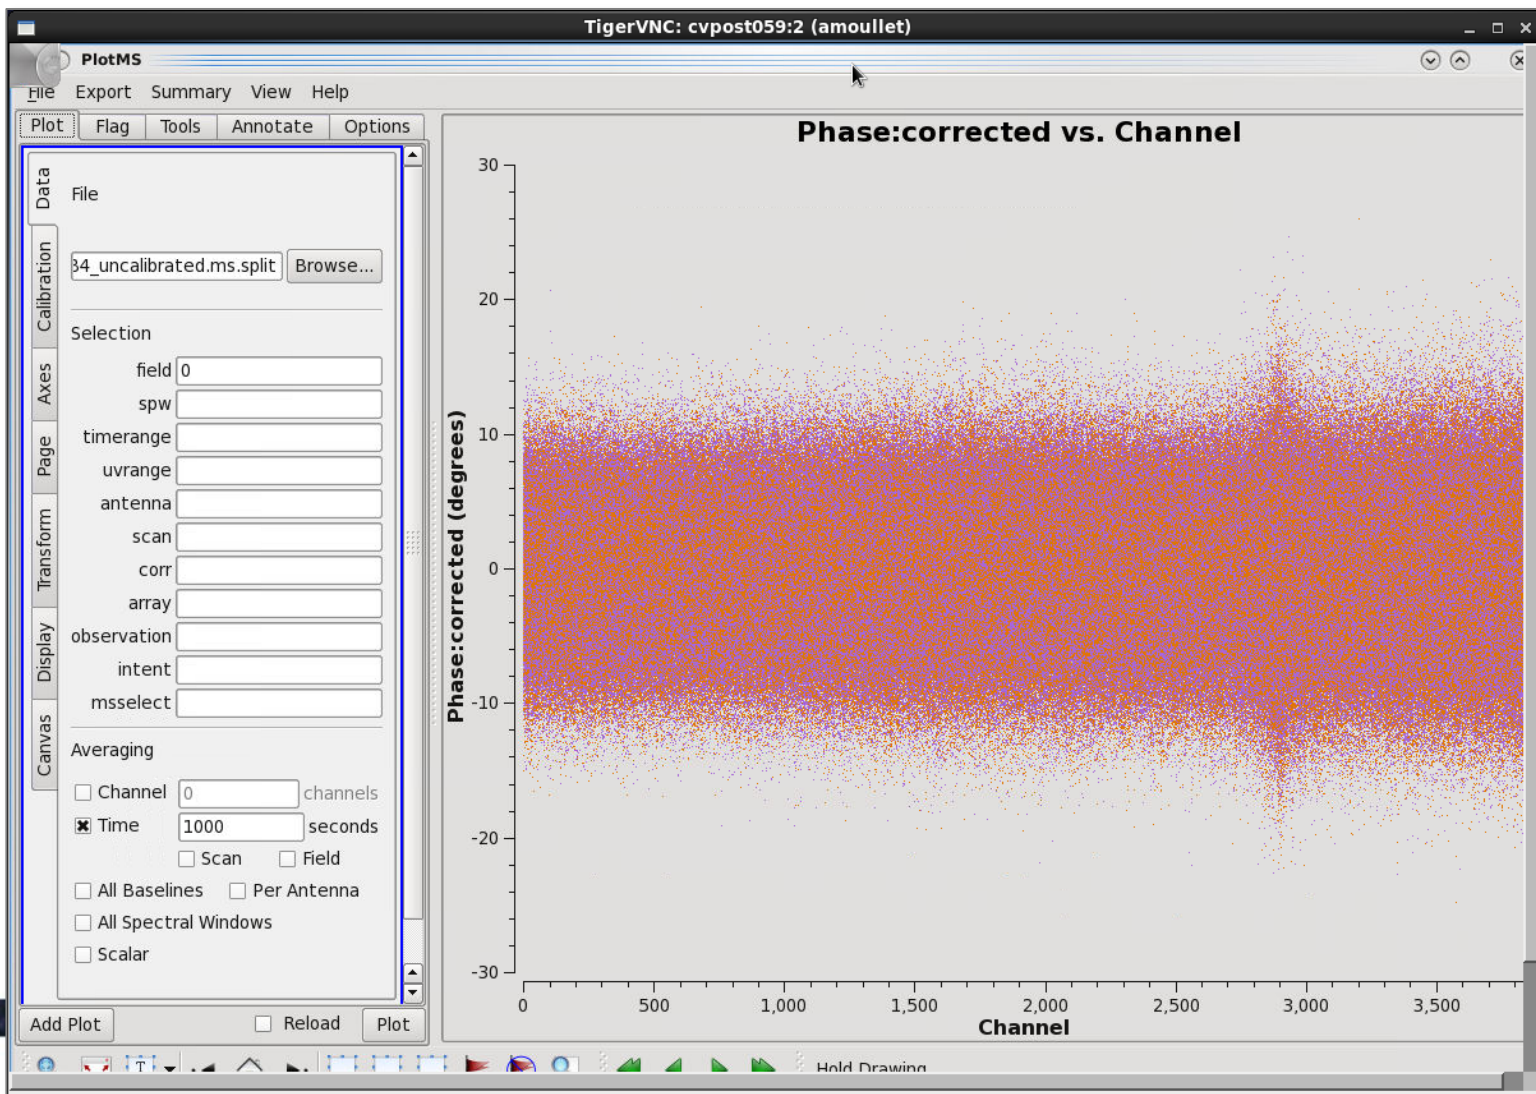 TigerVNC: cvpost059:2 (amoullet)
PlotMS
File Export Summary View Help
Plot Flag Tools Annotate Options
Data
Calibration
Axes
Page
Transform
Display
Canvas
File
34_uncalibrated.ms.split Browse...
Selection
field 0
spw
timerange
uvrange
antenna
scan
corr
array
observation
intent
msselect
Averaging
Channel 0 channels
Time 1000 seconds
Scan Field
All Baselines Per Antenna
All Spectral Windows
Scalar
Add Plot Reload Plot
Phase:corrected vs. Channel
Phase:corrected (degrees)
30
20
10
0
-10
-20
-30
0 500 1,000 1,500 2,000 2,500 3,000 3,500
Channel
T
Hold Drawing